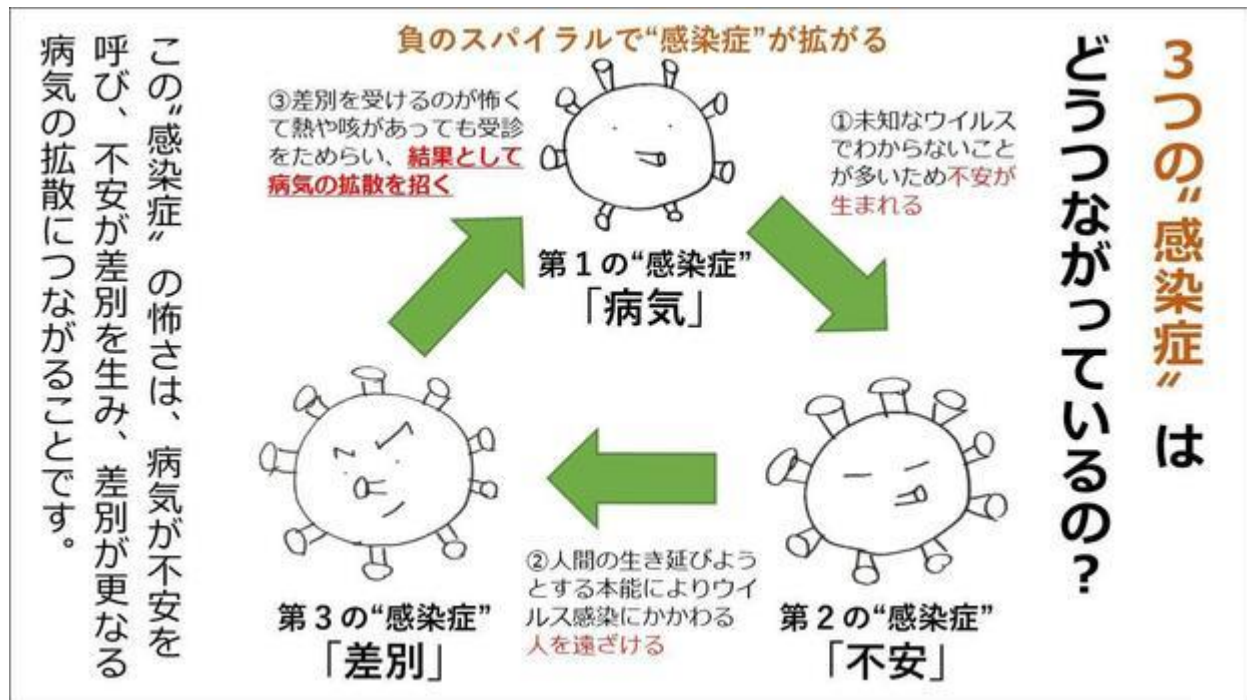 3つの〝感染症〟は
どうつながっているの?
負のスパイラルで“感染症”が拡がる
①未知なウイルス
でわからないこと
が多いため不安が
生まれる
第1の“感染症”
「病気」
②人間の生き延びよう
とする本能によりウイ
ルス感染にかかわる
人を遠ざける
第2の“感染症”
「不安」
③差別を受けるのが怖く
て熱や咳があっても受診
をためらい、結果として
病気の拡散を招く
第3の“感染症”
「差別」
この〝感染症〟の怖さは、病気が不安を
呼び、不安が差別を生み、差別が更なる
病気の拡散につながることです。